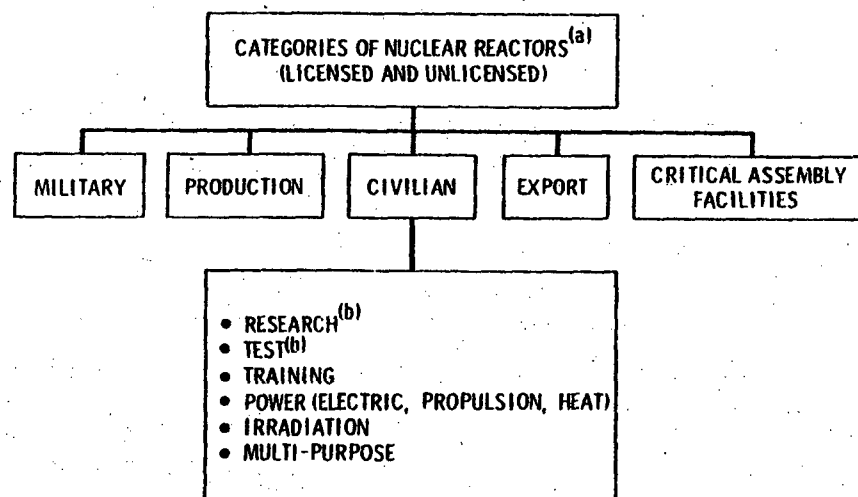 CATEGORIES OF NUCLEAR REACTORS(a)
(LICENSED AND UNLICENSED)
MILITARY
PRODUCTION
CIVILIAN
EXPORT
CRITICAL ASSEMBLY
FACILITIES
• RESEARCH(b)
• TEST(b)
• TRAINING
• POWER (ELECTRIC, PROPULSION, HEAT)
• IRRADIATION
• MULTI-PURPOSE